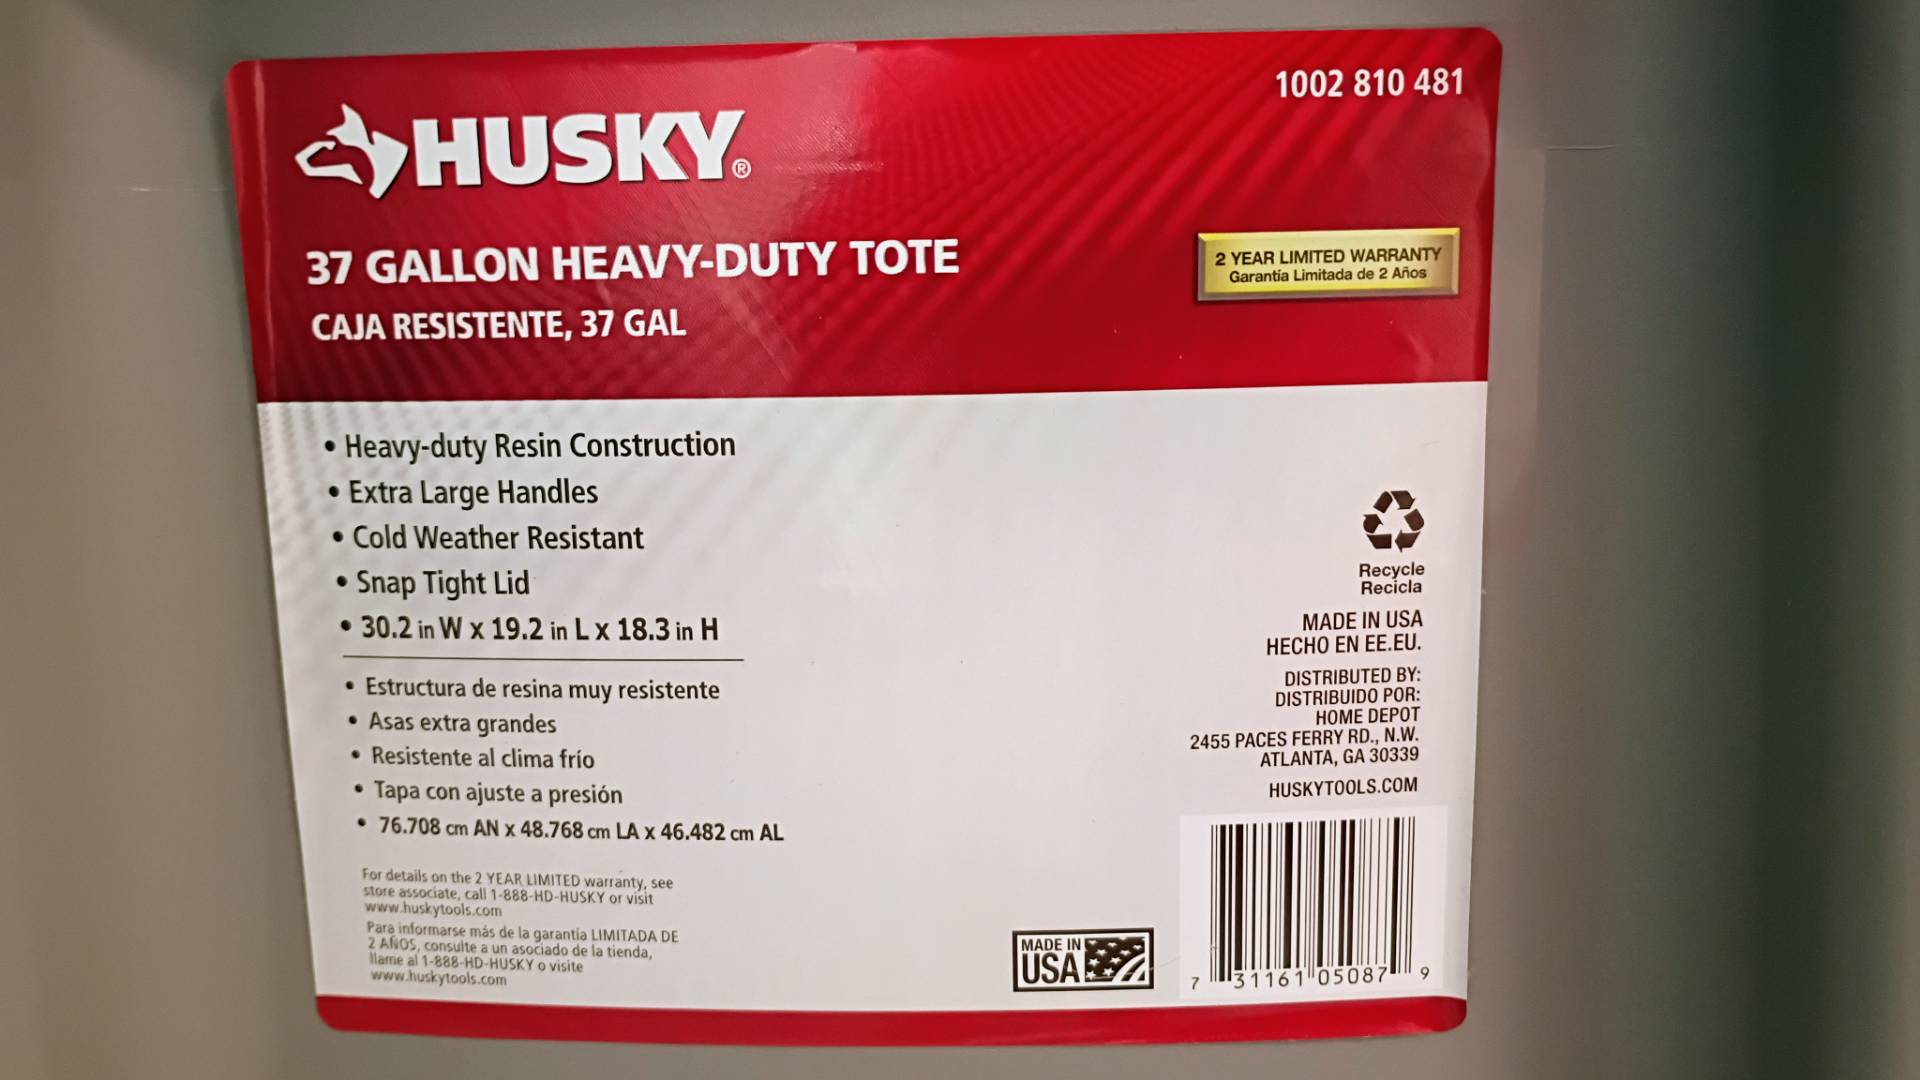 1002 810 481
HUSKY®
37 GALLON HEAVY-DUTY TOTE
CAJA RESISTENTE, 37 GAL
2 YEAR LIMITED WARRANTY
Garantía Limitada de 2 Años
• Heavy-duty Resin Construction
• Extra Large Handles
• Cold Weather Resistant
• Snap Tight Lid
• 30.2 in W x 19.2 in L x 18.3 in H
• Estructura de resina muy resistente
• Asas extra grandes
• Resistente al clima frío
• Tapa con ajuste a presión
• 76.708 cm AN x 48.768 cm LA x 46.482 cm AL
For details on the 2 YEAR LIMITED warranty, see
store associate, call 1-888-HD-HUSKY or visit
www.huskytools.com
Para informarse más de la garantía LIMITADA DE
2 AÑOS, consulte a un asociado de la tienda,
llame al 1-888-HD-HUSKY o visite
www.huskytools.com
Recycle
Recicla
MADE IN USA
HECHO EN EE.EU.
DISTRIBUTED BY:
DISTRIBUIDO POR:
HOME DEPOT
2455 PACES FERRY RD., N.W.
ATLANTA, GA 30339
HUSKYTOOLS.COM
MADE IN
USA
7 31161 05087 9